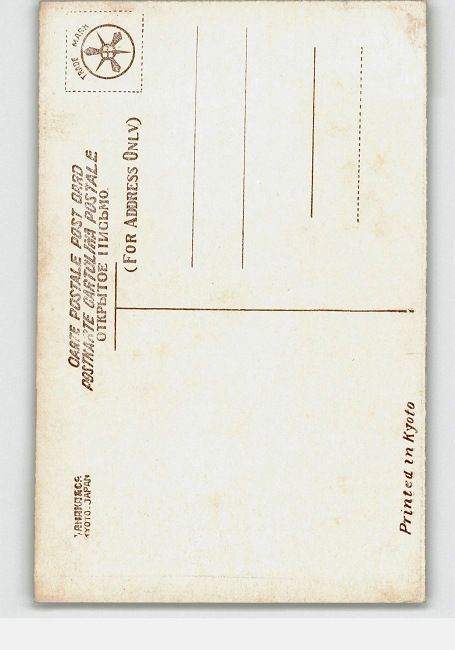 TRADE MARK
CARTE POSTALE POST CARD
POSTKARTE CARTOLINA POSTALE
ОТКРЫТОЕ ПИСЬМО.
(FOR ADDRESS ONLY)
KYOTO. JAPAN
Printed in Kyoto